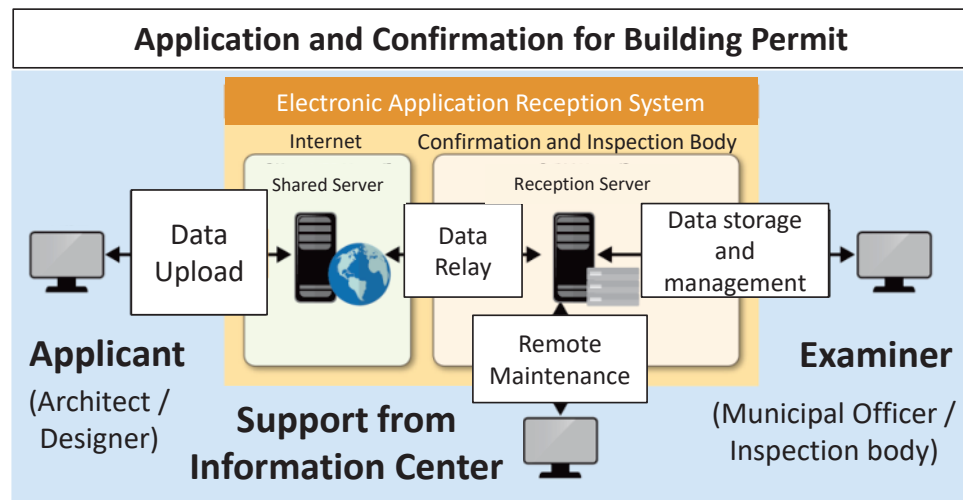 Application and Confirmation for Building Permit
Electronic Application Reception System
Internet
Confirmation and Inspection Body
Shared Server
Reception Server
Data
Upload
Data
Relay
Data storage
and
management
Remote
Maintenance
Applicant
(Architect /
Designer)
Support from
Information Center
Examiner
(Municipal Officer /
Inspection body)